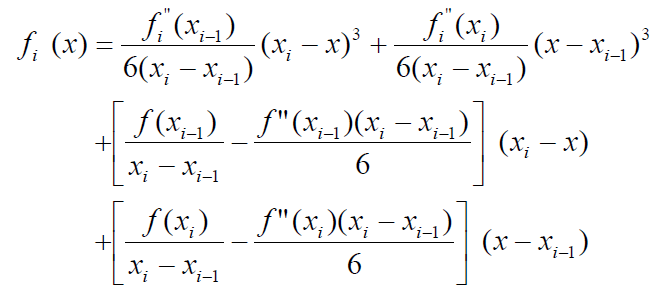 f_i (x) = \frac{f_i^{"}(x_{i-1})}{6(x_i - x_{i-1})} (x_i - x)^3 + \frac{f_i^{"}(x_i)}{6(x_i - x_{i-1})} (x - x_{i-1})^3
+ \left[ \frac{f(x_{i-1})}{x_i - x_{i-1}} - \frac{f"(x_{i-1})(x_i - x_{i-1})}{6} \right] (x_i - x)
+ \left[ \frac{f(x_i)}{x_i - x_{i-1}} - \frac{f"(x_i)(x_i - x_{i-1})}{6} \right] (x - x_{i-1})